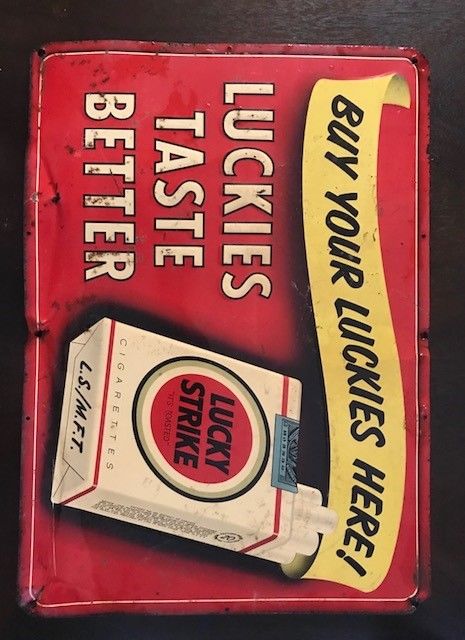 BUY YOUR LUCKIES HERE!
LUCKIES
TASTE
BETTER
LUCKY
STRIKE
"IT'S TOASTED"
CIGARETTES
L.S./M.F.T.